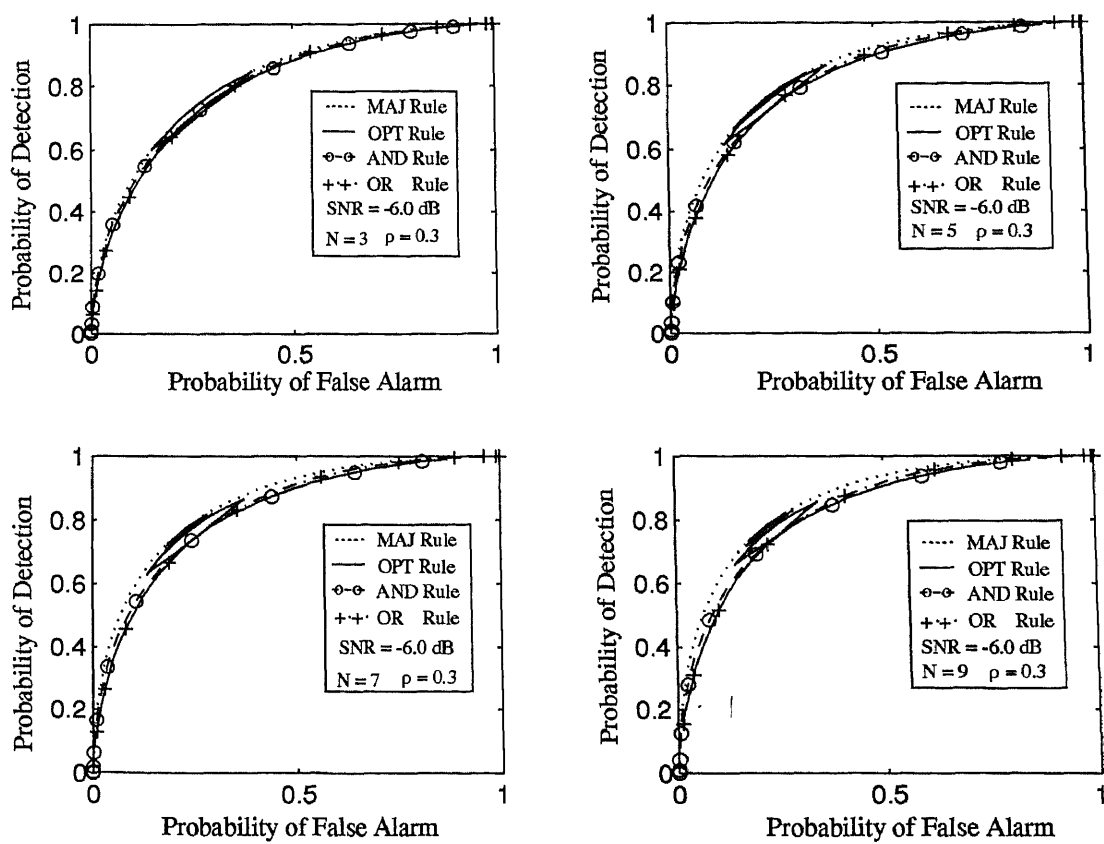 1
0.8
0.6
0.4
0.2
0
0
0.5
1
Probability of Detection
Probability of False Alarm
MAJ Rule
OPT Rule
AND Rule
OR Rule
SNR = -6.0 dB
N = 3 ρ = 0.3
1
0.8
0.6
0.4
0.2
0
0
0.5
1
Probability of Detection
Probability of False Alarm
MAJ Rule
OPT Rule
AND Rule
OR Rule
SNR = -6.0 dB
N = 5 ρ = 0.3
1
0.8
0.6
0.4
0.2
0
0
0.5
1
Probability of Detection
Probability of False Alarm
MAJ Rule
OPT Rule
AND Rule
OR Rule
SNR = -6.0 dB
N = 7 ρ = 0.3
1
0.8
0.6
0.4
0.2
0
0
0.5
1
Probability of Detection
Probability of False Alarm
MAJ Rule
OPT Rule
AND Rule
OR Rule
SNR = -6.0 dB
N = 9 ρ = 0.3